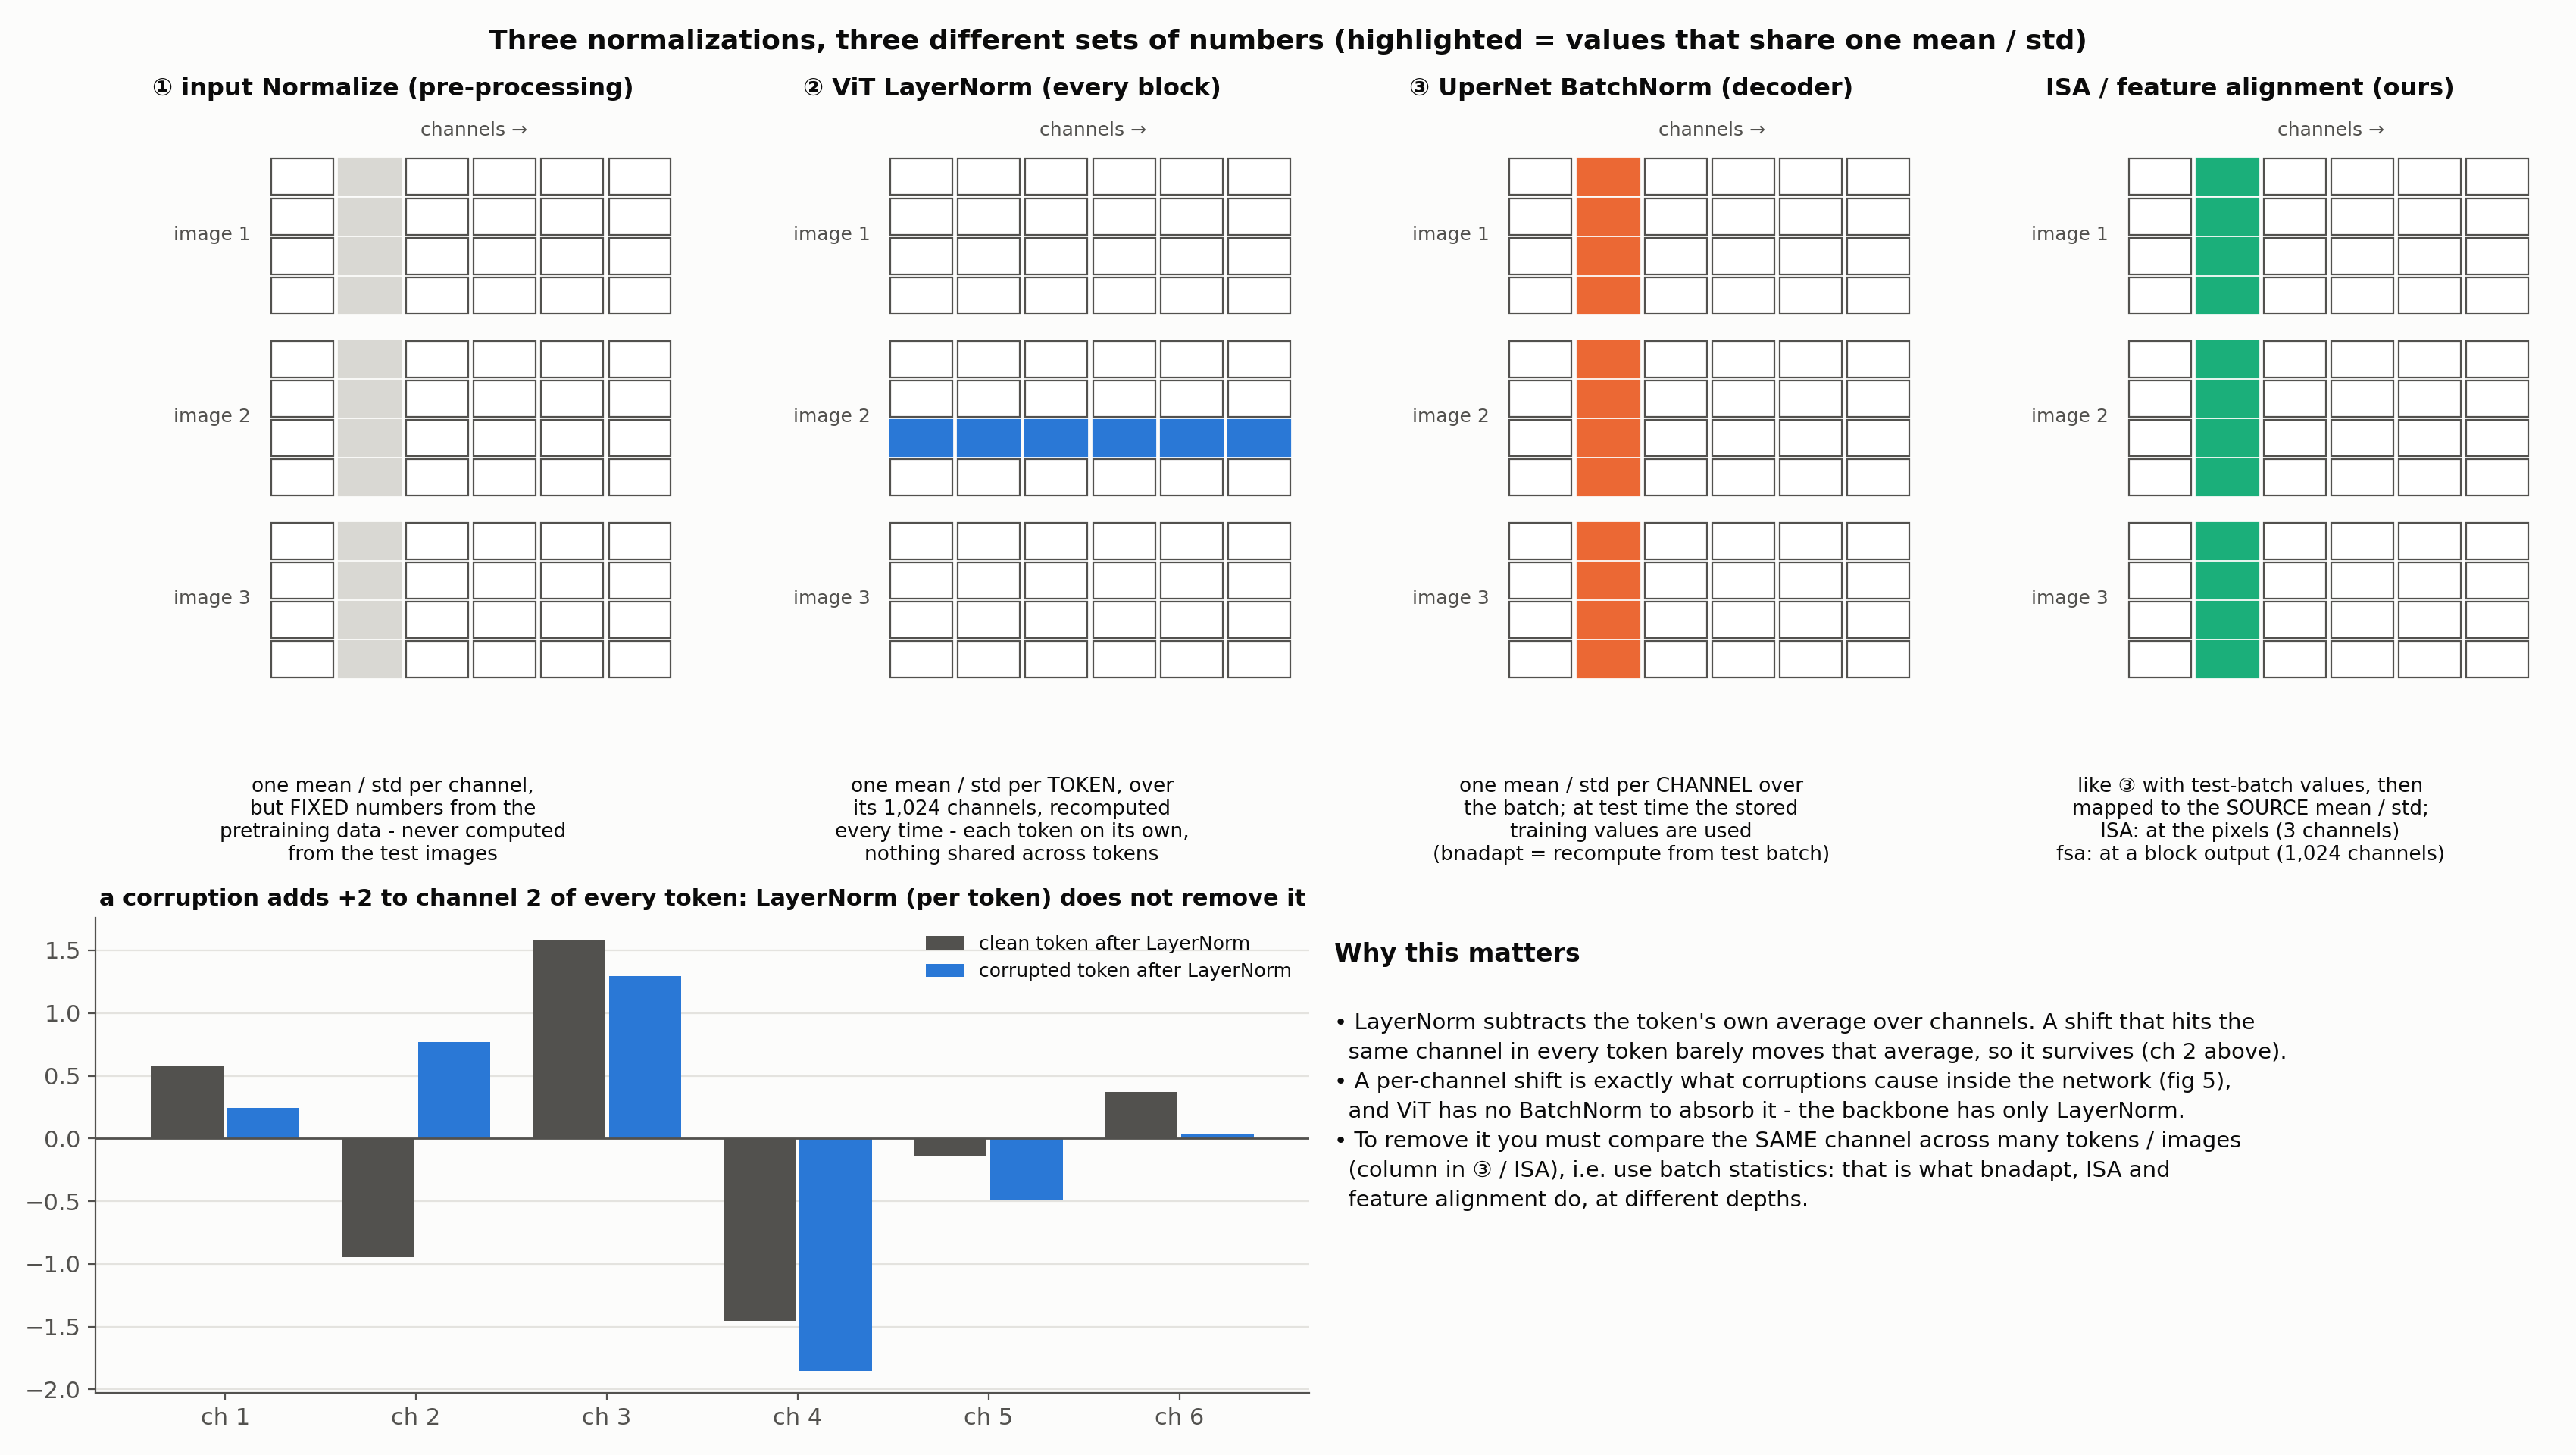 Three normalizations, three different sets of numbers (highlighted = values that share one mean / std)
① input Normalize (pre-processing)
channels →
image 1
image 2
image 3
one mean / std per channel,
but FIXED numbers from the
pretraining data - never computed
from the test images
② ViT LayerNorm (every block)
channels →
image 1
image 2
image 3
one mean / std per TOKEN, over
its 1,024 channels, recomputed
every time - each token on its own,
nothing shared across tokens
③ UperNet BatchNorm (decoder)
channels →
image 1
image 2
image 3
one mean / std per CHANNEL over
the batch; at test time the stored
training values are used
(bnadapt = recompute from test batch)
ISA / feature alignment (ours)
channels →
image 1
image 2
image 3
like ③ with test-batch values, then
mapped to the SOURCE mean / std;
ISA: at the pixels (3 channels)
fsa: at a block output (1,024 channels)
a corruption adds +2 to channel 2 of every token: LayerNorm (per token) does not remove it
clean token after LayerNorm
corrupted token after LayerNorm
1.5
1.0
0.5
0.0
−0.5
−1.0
−1.5
−2.0
ch 1
ch 2
ch 3
ch 4
ch 5
ch 6
Why this matters
• LayerNorm subtracts the token's own average over channels. A shift that hits the
same channel in every token barely moves that average, so it survives (ch 2 above).
• A per-channel shift is exactly what corruptions cause inside the network (fig 5),
and ViT has no BatchNorm to absorb it - the backbone has only LayerNorm.
• To remove it you must compare the SAME channel across many tokens / images
(column in ③ / ISA), i.e. use batch statistics: that is what bnadapt, ISA and
feature alignment do, at different depths.